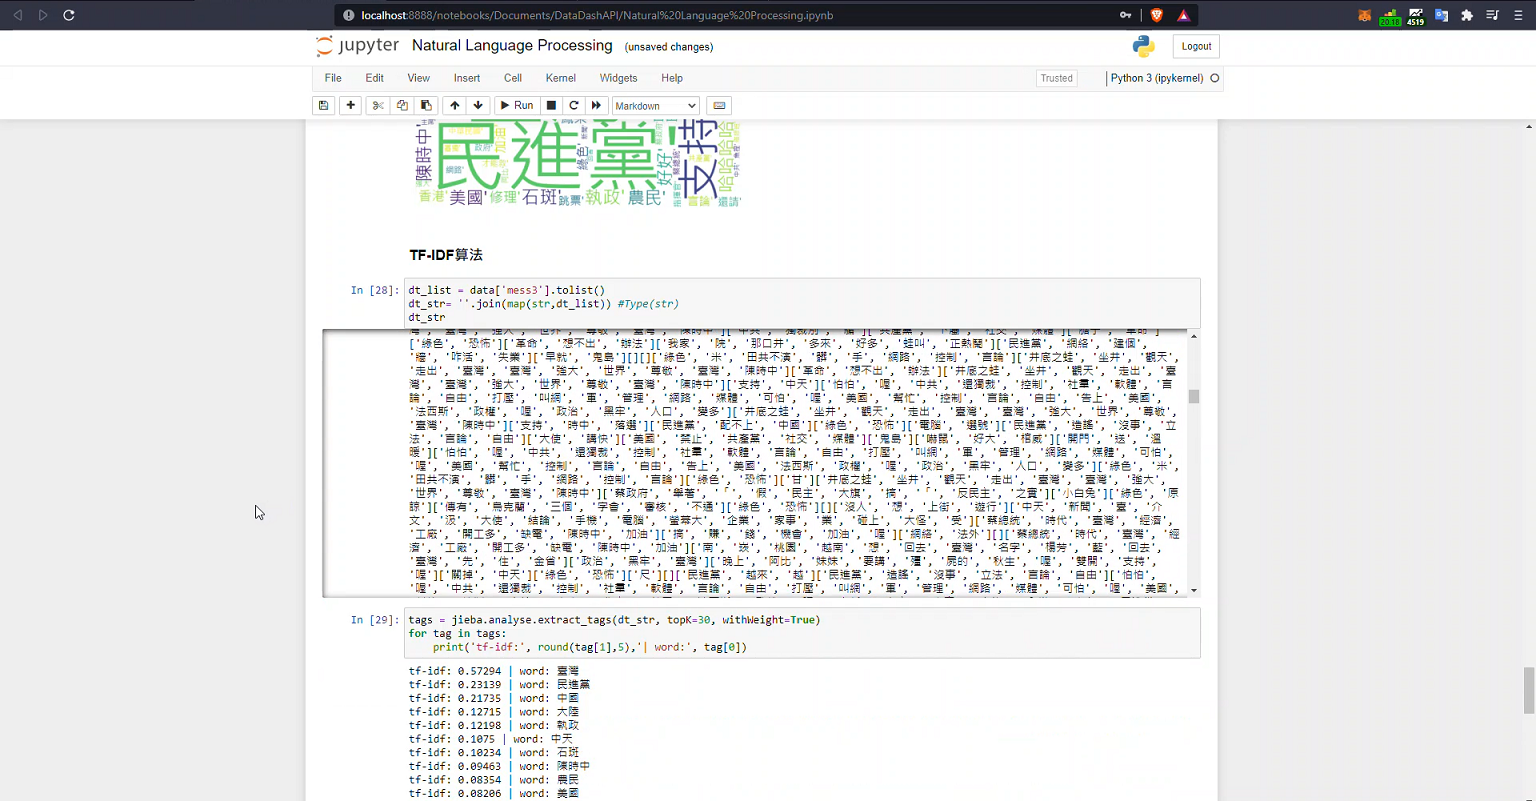 localhost:8888/notebooks/Documents/DataDashAPI/Natural%20Language%20Processing.ipynb
20.18
4519
jupyter Natural Language Processing (unsaved changes)
Logout
File Edit View Insert Cell Kernel Widgets Help
Trusted
Python 3 (ipykernel)
Run
Markdown
陳時中'
加油'
民進黨'
綠色'
好好'
支持'
哈哈哈哈
香港' 美國' 修理' 石斑' 跳票' 執政' 農民' 言論' 還請'
TF-IDF算法
In [28]:
dt_list = data['mess3'].tolist()
dt_str= ''.join(map(str,dt_list)) #Type(str)
dt_str
['綠色', '恐怖']['革命', '想不出', '辦法']['我家', '院', '那口井', '多來', '好多', '蛙叫', '正熱鬧']['民進黨', '網絡', '建個',
'牆', '咋活', '失業']['早就', '鬼島'][][]['綠色', '米', '田共不演', '髒', '手', '網路', '控制', '言論']['井底之蛙', '坐井', '觀天',
'走出', '臺灣', '臺灣', '強大', '世界', '尊敬', '臺灣', '陳時中']['革命', '想不出', '辦法']['井底之蛙', '坐井', '觀天', '走出', '臺
灣', '臺灣', '強大', '世界', '尊敬', '臺灣', '陳時中']['支持', '中天']['怕怕', '喔', '中共', '還獨裁', '控制', '社羣', '軟體', '言
論', '自由', '打壓', '叫網', '軍', '管理', '網路', '媒體', '可怕', '喔', '美國', '幫忙', '控制', '言論', '自由', '告上', '美國',
'法西斯', '政權', '喔', '政治', '黑牢', '人口', '變多']['井底之蛙', '坐井', '觀天', '走出', '臺灣', '臺灣', '強大', '世界', '尊敬',
'臺灣', '陳時中']['支持', '時中', '落選']['民進黨', '配不上', '中國']['綠色', '恐怖']['電腦', '選號']['民進黨', '造謠', '沒事', '立
法', '言論', '自由']['大使', '講快']['美國', '禁止', '共產黨', '社交', '媒體']['鬼島']['嚇鼠', '好大', '棺威']['開門', '送', '溫
暖']['怕怕', '喔', '中共', '還獨裁', '控制', '社羣', '軟體', '言論', '自由', '打壓', '叫網', '軍', '管理', '網路', '媒體', '可怕',
'喔', '美國', '幫忙', '控制', '言論', '自由', '告上', '美國', '法西斯', '政權', '喔', '政治', '黑牢', '人口', '變多']['綠色', '米',
'田共不演', '髒', '手', '網路', '控制', '言論']['綠色', '恐怖']['甘']['井底之蛙', '坐井', '觀天', '走出', '臺灣', '臺灣', '強大',
'世界', '尊敬', '臺灣', '陳時中']['蔡政府', '舉著', '「', '假', '民主', '大旗', '搞', '「', '反民主', '之實']['小白兔']['綠色', '原
諒']['傳有', '烏克蘭', '三個', '字會', '審核', '不通']['綠色', '恐怖'][]['沒人', '想', '上街', '遊行']['中天', '新聞', '臺', '介
文', '汲', '大使', '結論', '手機', '電腦', '螢幕大', '企業', '家事', '業', '碰上', '大怪', '受']['蔡總統', '時代', '臺灣', '經濟',
'工廠', '開工多', '缺電', '陳時中', '加油']['搞', '賺', '錢', '機會', '加油', '喔']['網絡', '法外'][]['蔡總統', '時代', '臺灣', '經
濟', '工廠', '開工多', '缺電', '陳時中', '加油']['南', '崁', '桃園', '越南', '想', '回去', '臺灣', '名字', '楊芳', '藍', '回去',
'臺灣', '先', '住', '金爸']['政治', '黑牢', '臺灣']['晚上', '阿比', '妹妹', '要講', '殭', '屍的', '秋生', '喔', '雙開', '支持',
'喔']['關掉', '中天']['綠色', '恐怖']['尺'][]['民進黨', '越來', '越']['民進黨', '造謠', '沒事', '立法', '言論', '自由']['怕怕',
'喔', '中共', '還獨裁', '控制', '社羣', '軟體', '言論', '自由', '打壓', '叫網', '軍', '管理', '網路', '媒體', '可怕', '喔', '美國',
In [29]:
tags = jieba.analyse.extract_tags(dt_str, topK=30, withWeight=True)
for tag in tags:
print('tf-idf:', round(tag[1],5),'| word:', tag[0])
tf-idf: 0.57294 | word: 臺灣
tf-idf: 0.23139 | word: 民進黨
tf-idf: 0.21735 | word: 中國
tf-idf: 0.12715 | word: 大陸
tf-idf: 0.12198 | word: 執政
tf-idf: 0.1075 | word: 中天
tf-idf: 0.10234 | word: 石斑
tf-idf: 0.09463 | word: 陳時中
tf-idf: 0.08354 | word: 農民
tf-idf: 0.08206 | word: 美國